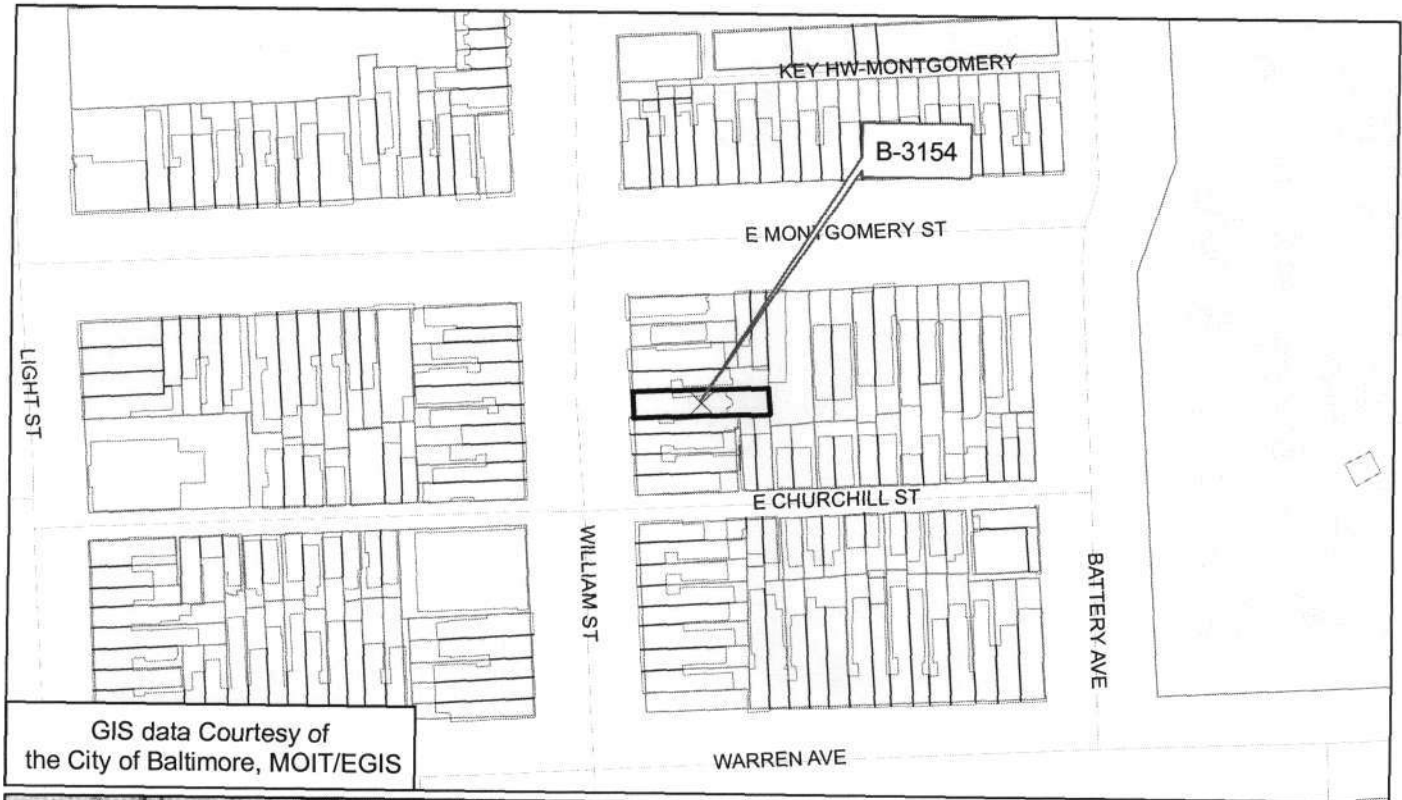 KEY HW-MONTGOMERY
B-3154
E MONTGOMERY ST
LIGHT ST
E CHURCHILL ST
WILLIAM ST
BATTERY AVE
GIS data Courtesy of
the City of Baltimore, MOIT/EGIS
WARREN AVE